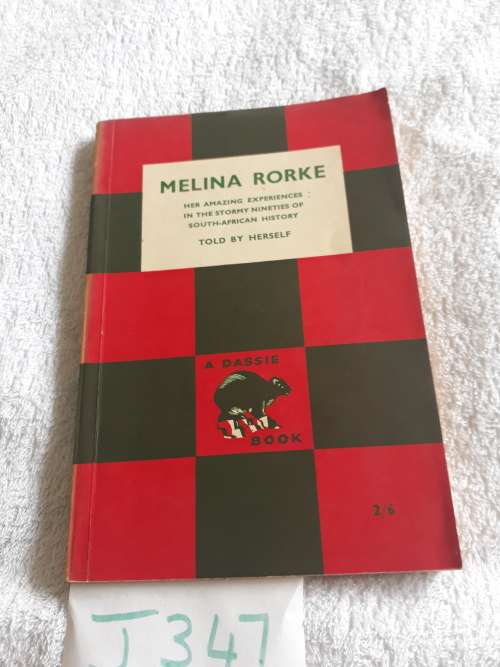 MELINA RORKE
HER AMAZING EXPERIENCES
IN THE STORMY NINETIES OF
SOUTH-AFRICAN HISTORY
TOLD BY HERSELF
A DASSIE
BOOK
2/6
J 347